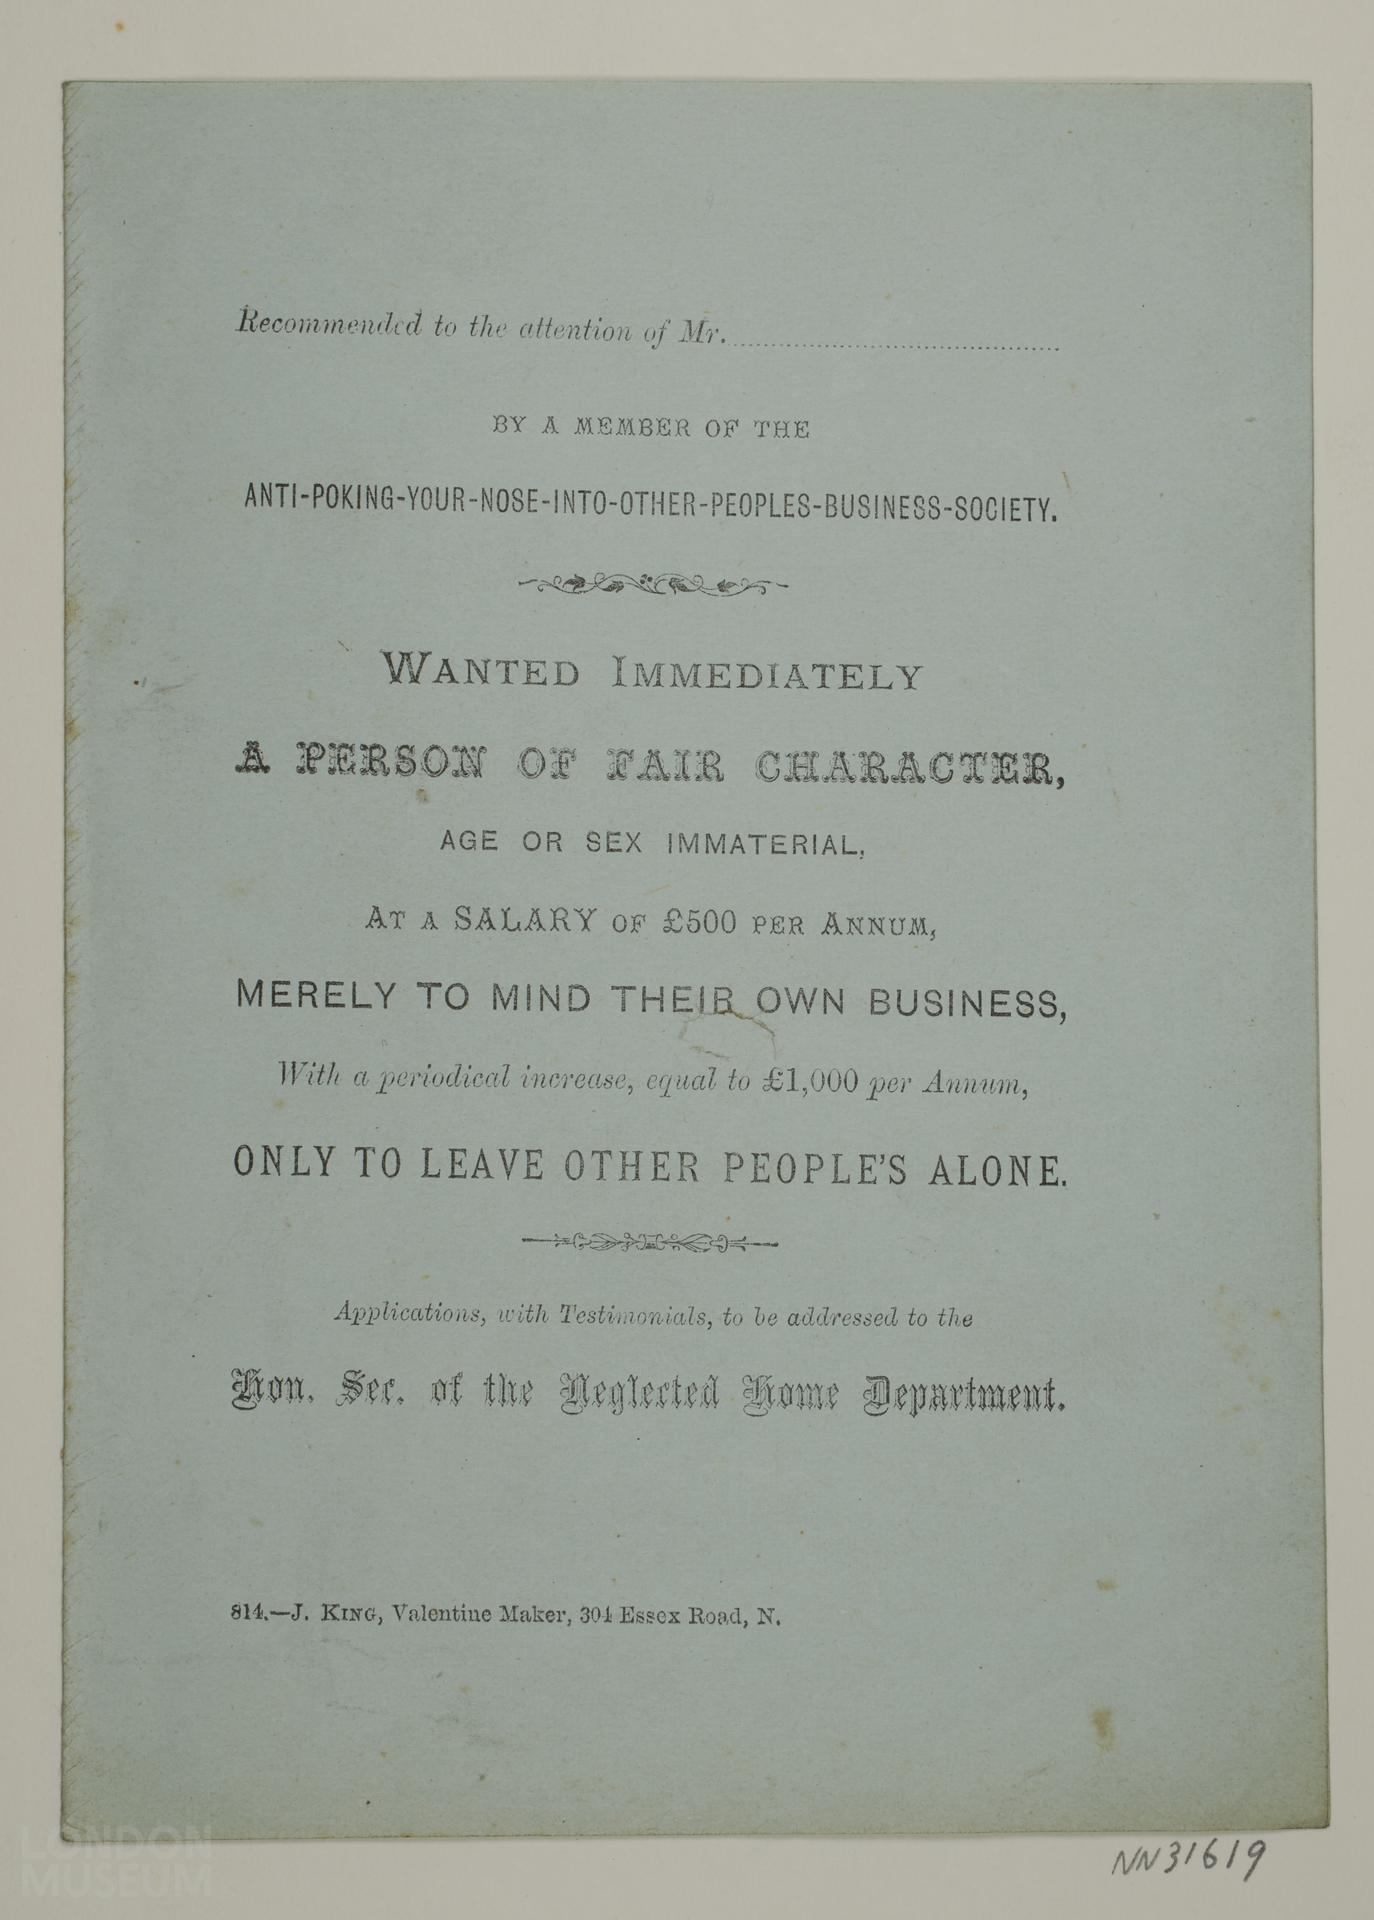 Recommended to the attention of Mr.
BY A MEMBER OF THE
ANTI-POKING-YOUR-NOSE-INTO-OTHER-PEOPLES-BUSINESS-SOCIETY.
WANTED IMMEDIATELY
A PERSON OF FAIR CHARACTER,
AGE OR SEX IMMATERIAL,
AT A SALARY OF £500 PER ANNUM,
MERELY TO MIND THEIR OWN BUSINESS,
With a periodical increase, equal to £1,000 per Annum,
ONLY TO LEAVE OTHER PEOPLE'S ALONE.
Applications, with Testimonials, to be addressed to the
Hon. Sec. of the Neglected Home Department.
814.—J. KING, Valentine Maker, 304 Essex Road, N.
LONDON
MUSEUM
NN31619